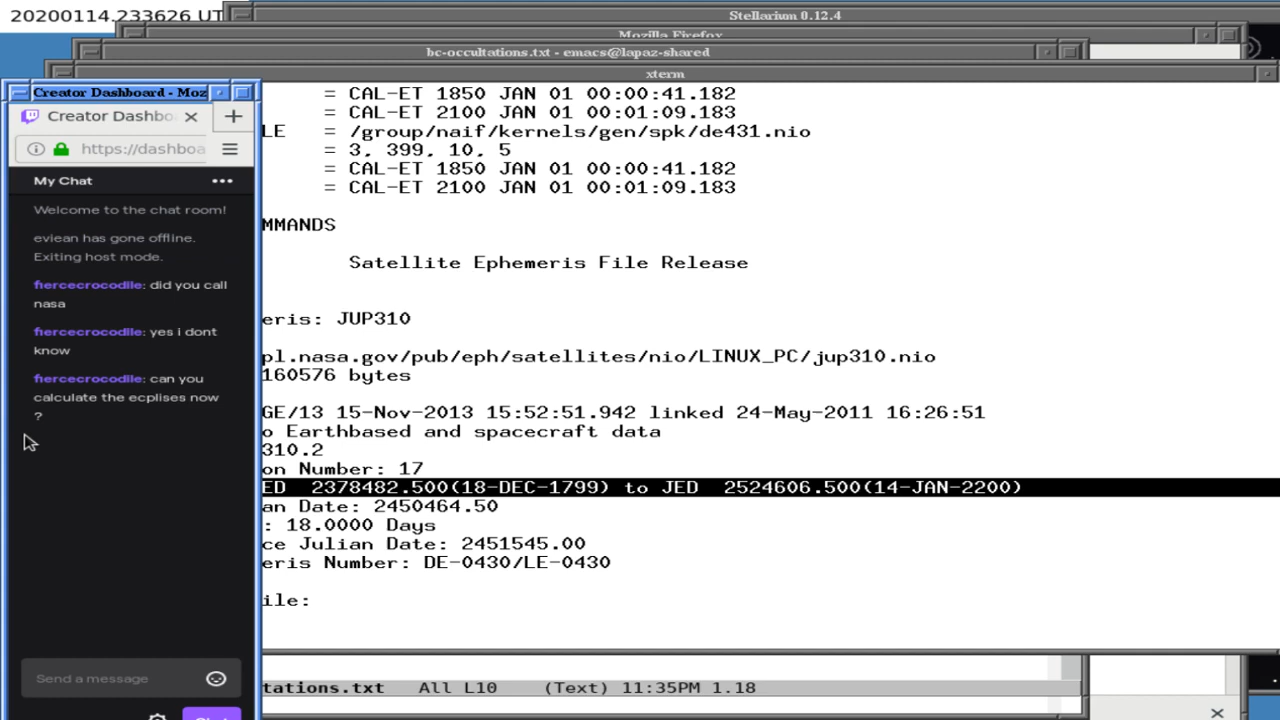 20200114.233626 UT
Stellarium 0.12.4
Mozilla Firefox
bc-occultations.txt - emacs@lapaz-shared
xterm
Creator Dashboard - Moz
Creator Dashbo
https://dashboa
My Chat
Welcome to the chat room!
eviean has gone offline.
Exiting host mode.
fiercecrocodile: did you call
nasa
fiercecrocodile: yes i dont
know
fiercecrocodile: can you
calculate the ecplises now
?
Send a message
Chat
= CAL-ET 1850 JAN 01 00:00:41.182
= CAL-ET 2100 JAN 01 00:01:09.183
LE = /group/naif/kernels/gen/spk/de431.nio
= 3, 399, 10, 5
= CAL-ET 1850 JAN 01 00:00:41.182
= CAL-ET 2100 JAN 01 00:01:09.183
MMANDS
Satellite Ephemeris File Release
eris: JUP310
pl.nasa.gov/pub/eph/satellites/nio/LINUX_PC/jup310.nio
160576 bytes
GE/13 15-Nov-2013 15:52:51.942 linked 24-May-2011 16:26:51
o Earthbased and spacecraft data
310.2
on Number: 17
ED 2378482.500(18-DEC-1799) to JED 2524606.500(14-JAN-2200)
an Date: 2450464.50
: 18.0000 Days
ce Julian Date: 2451545.00
eris Number: DE-0430/LE-0430
ile:
tations.txt All L10 (Text) 11:35PM 1.18